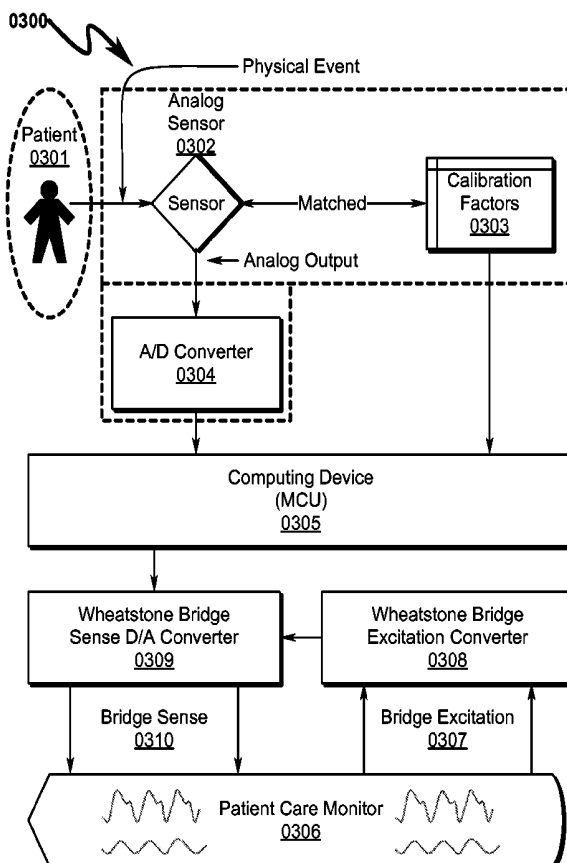 0300
Physical Event
Analog
Sensor
0302
Patient
0301
Sensor
Matched
Calibration
Factors
0303
Analog Output
A/D Converter
0304
Computing Device
(MCU)
0305
Wheatstone Bridge
Sense D/A Converter
0309
Wheatstone Bridge
Excitation Converter
0308
Bridge Sense
0310
Bridge Excitation
0307
Patient Care Monitor
0306